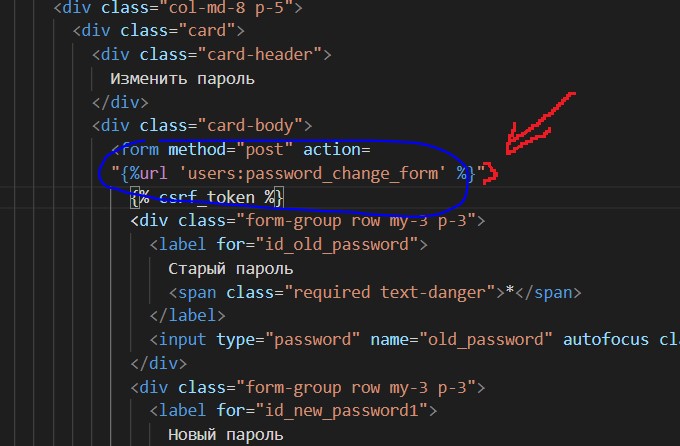 <div class="col-md-8 p-5">
<div class="card">
<div class="card-header">
Изменить пароль
</div>
<div class="card-body">
<form method="post" action=
"{%url 'users:password_change_form' %}">
{% csrf_token %}
<div class="form-group row my-3 p-3">
<label for="id_old_password">
Старый пароль
<span class="required text-danger">*</span>
</label>
<input type="password" name="old_password" autofocus cl
</div>
<div class="form-group row my-3 p-3">
<label for="id_new_password1">
Новый пароль